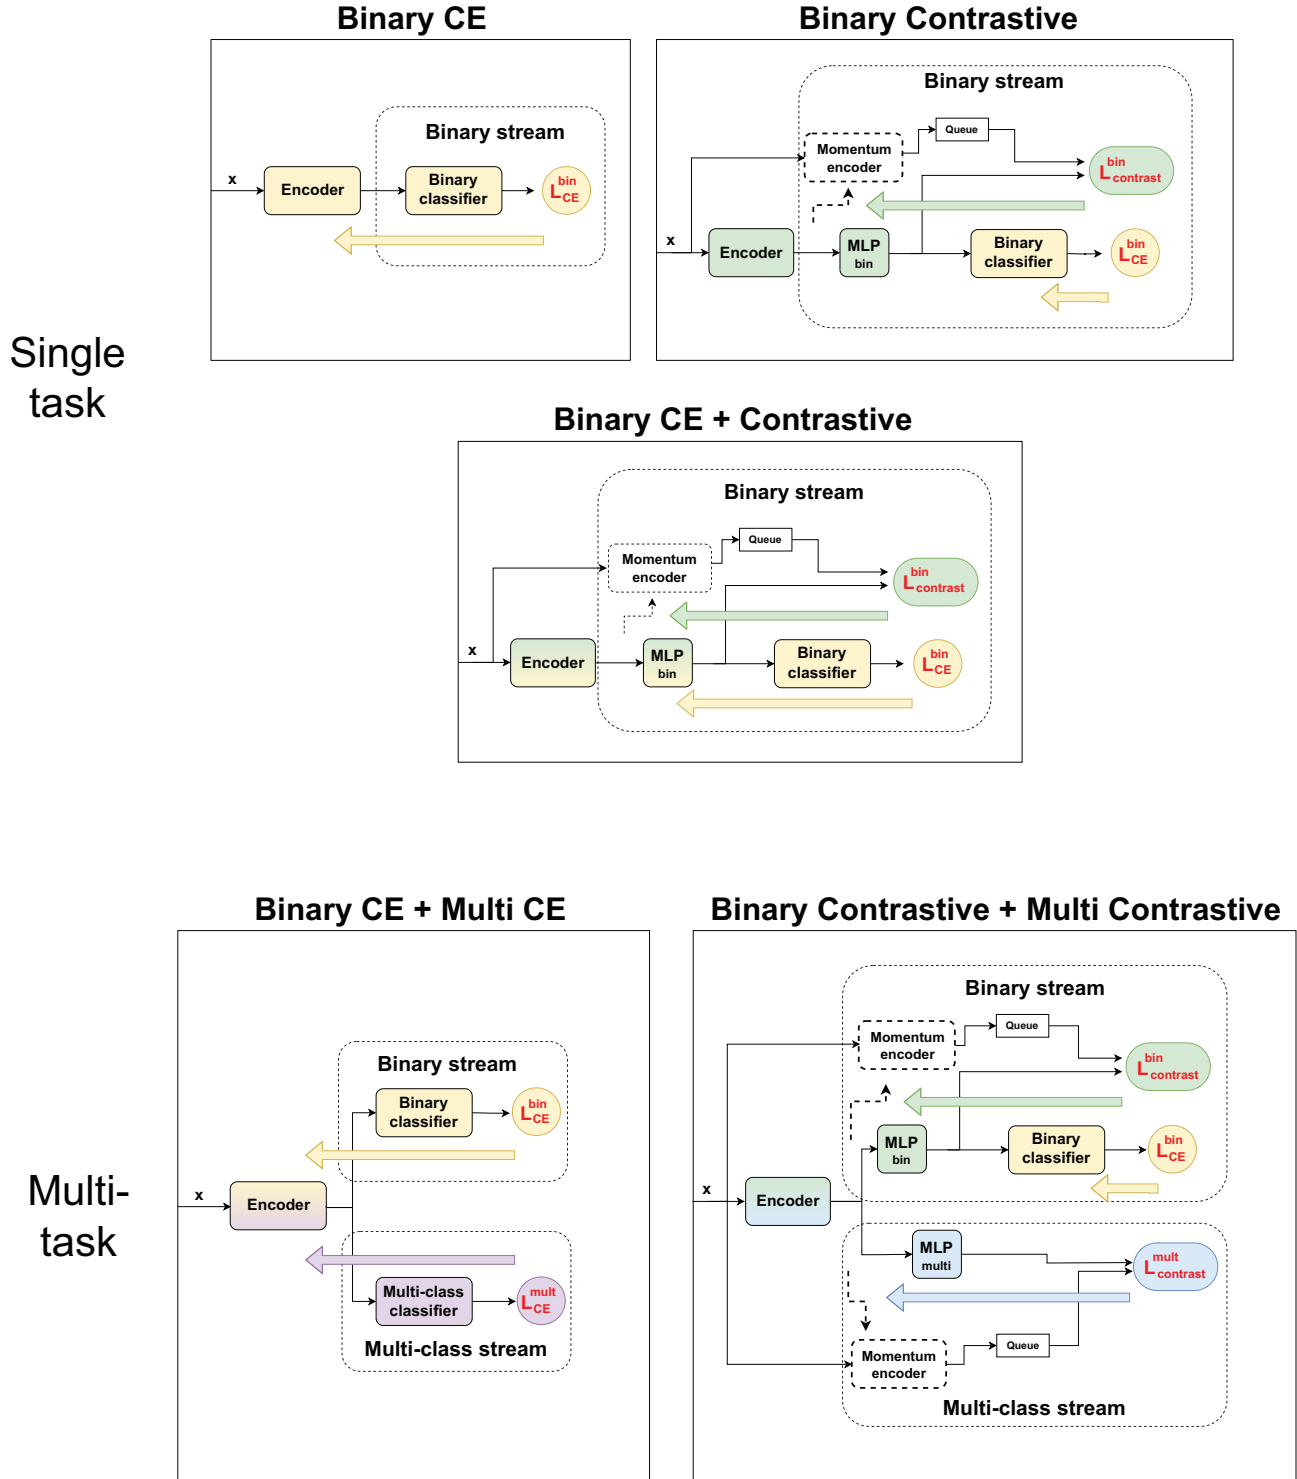 Binary CE
Binary stream
x
Encoder
Binary
classifier
L bin CE
Binary Contrastive
Binary stream
Queue
Momentum
encoder
L bin contrast
x
Encoder
MLP
bin
Binary
classifier
L bin CE
Single
task
Binary CE + Contrastive
Binary stream
Queue
Momentum
encoder
L bin contrast
x
Encoder
MLP
bin
Binary
classifier
L bin CE
Binary CE + Multi CE
Binary stream
Binary
classifier
L bin CE
x
Encoder
Multi-class
classifier
L mult CE
Multi-class stream
Multi-
task
Binary Contrastive + Multi Contrastive
Binary stream
Queue
Momentum
encoder
L bin contrast
MLP
bin
Binary
classifier
L bin CE
x
Encoder
MLP
multi
L mult contrast
Momentum
encoder
Queue
Multi-class stream